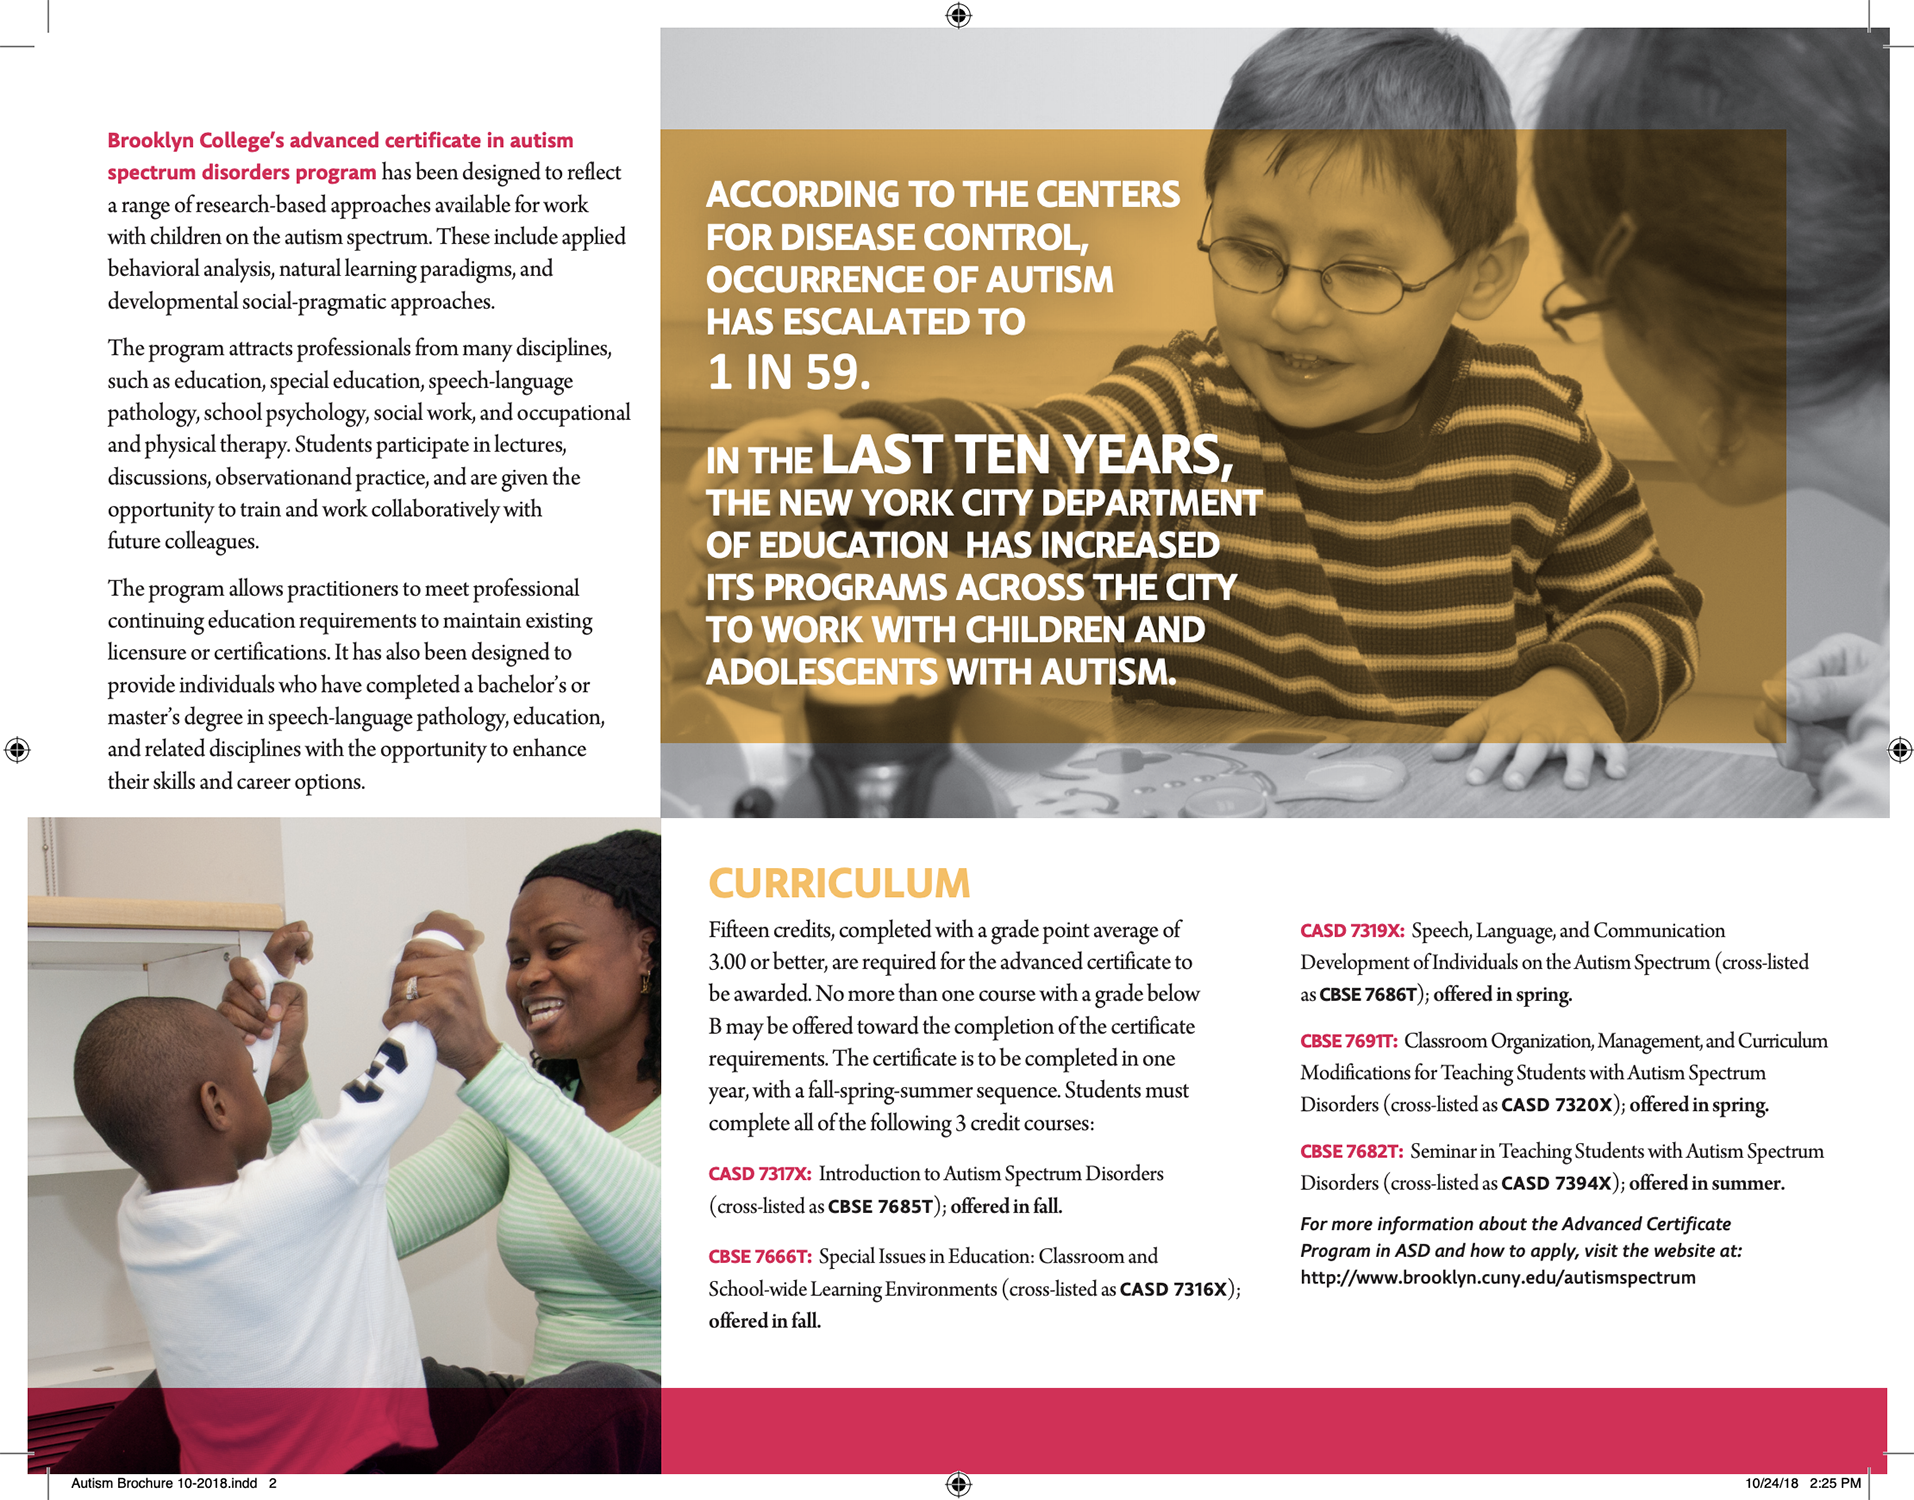 Brooklyn College's advanced certificate in autism
spectrum disorders program has been designed to reflect
a range of research-based approaches available for work
with children on the autism spectrum. These include applied
behavioral analysis, natural learning paradigms, and
developmental social-pragmatic approaches.
The program attracts professionals from many disciplines,
such as education, special education, speech-language
pathology, school psychology, social work, and occupational
and physical therapy. Students participate in lectures,
discussions, observationand practice, and are given the
opportunity to train and work collaboratively with
future colleagues.
The program allows practitioners to meet professional
continuing education requirements to maintain existing
licensure or certifications. It has also been designed to
provide individuals who have completed a bachelor's or
master's degree in speech-language pathology, education,
and related disciplines with the opportunity to enhance
their skills and career options.
ACCORDING TO THE CENTERS
FOR DISEASE CONTROL,
OCCURRENCE OF AUTISM
HAS ESCALATED TO
1 IN 59.
IN THE LAST TEN YEARS,
THE NEW YORK CITY DEPARTMENT
OF EDUCATION HAS INCREASED
ITS PROGRAMS ACROSS THE CITY
TO WORK WITH CHILDREN AND
ADOLESCENTS WITH AUTISM.
CURRICULUM
Fifteen credits, completed with a grade point average of
3.00 or better, are required for the advanced certificate to
be awarded. No more than one course with a grade below
B may be offered toward the completion of the certificate
requirements. The certificate is to be completed in one
year, with a fall-spring-summer sequence. Students must
complete all of the following 3 credit courses:
CASD 7317X: Introduction to Autism Spectrum Disorders
(cross-listed as CBSE 7685T); offered in fall.
CBSE 7666T: Special Issues in Education: Classroom and
School-wide Learning Environments (cross-listed as CASD 7316X);
offered in fall.
CASD 7319X: Speech, Language, and Communication
Development of Individuals on the Autism Spectrum (cross-listed
as CBSE 7686T); offered in spring.
CBSE 7691T: Classroom Organization, Management, and Curriculum
Modifications for Teaching Students with Autism Spectrum
Disorders (cross-listed as CASD 7320X); offered in spring.
CBSE 7682T: Seminar in Teaching Students with Autism Spectrum
Disorders (cross-listed as CASD 7394X); offered in summer.
For more information about the Advanced Certificate
Program in ASD and how to apply, visit the website at:
http://www.brooklyn.cuny.edu/autismspectrum
Autism Brochure 10-2018.indd 2
10/24/18 2:25 PM